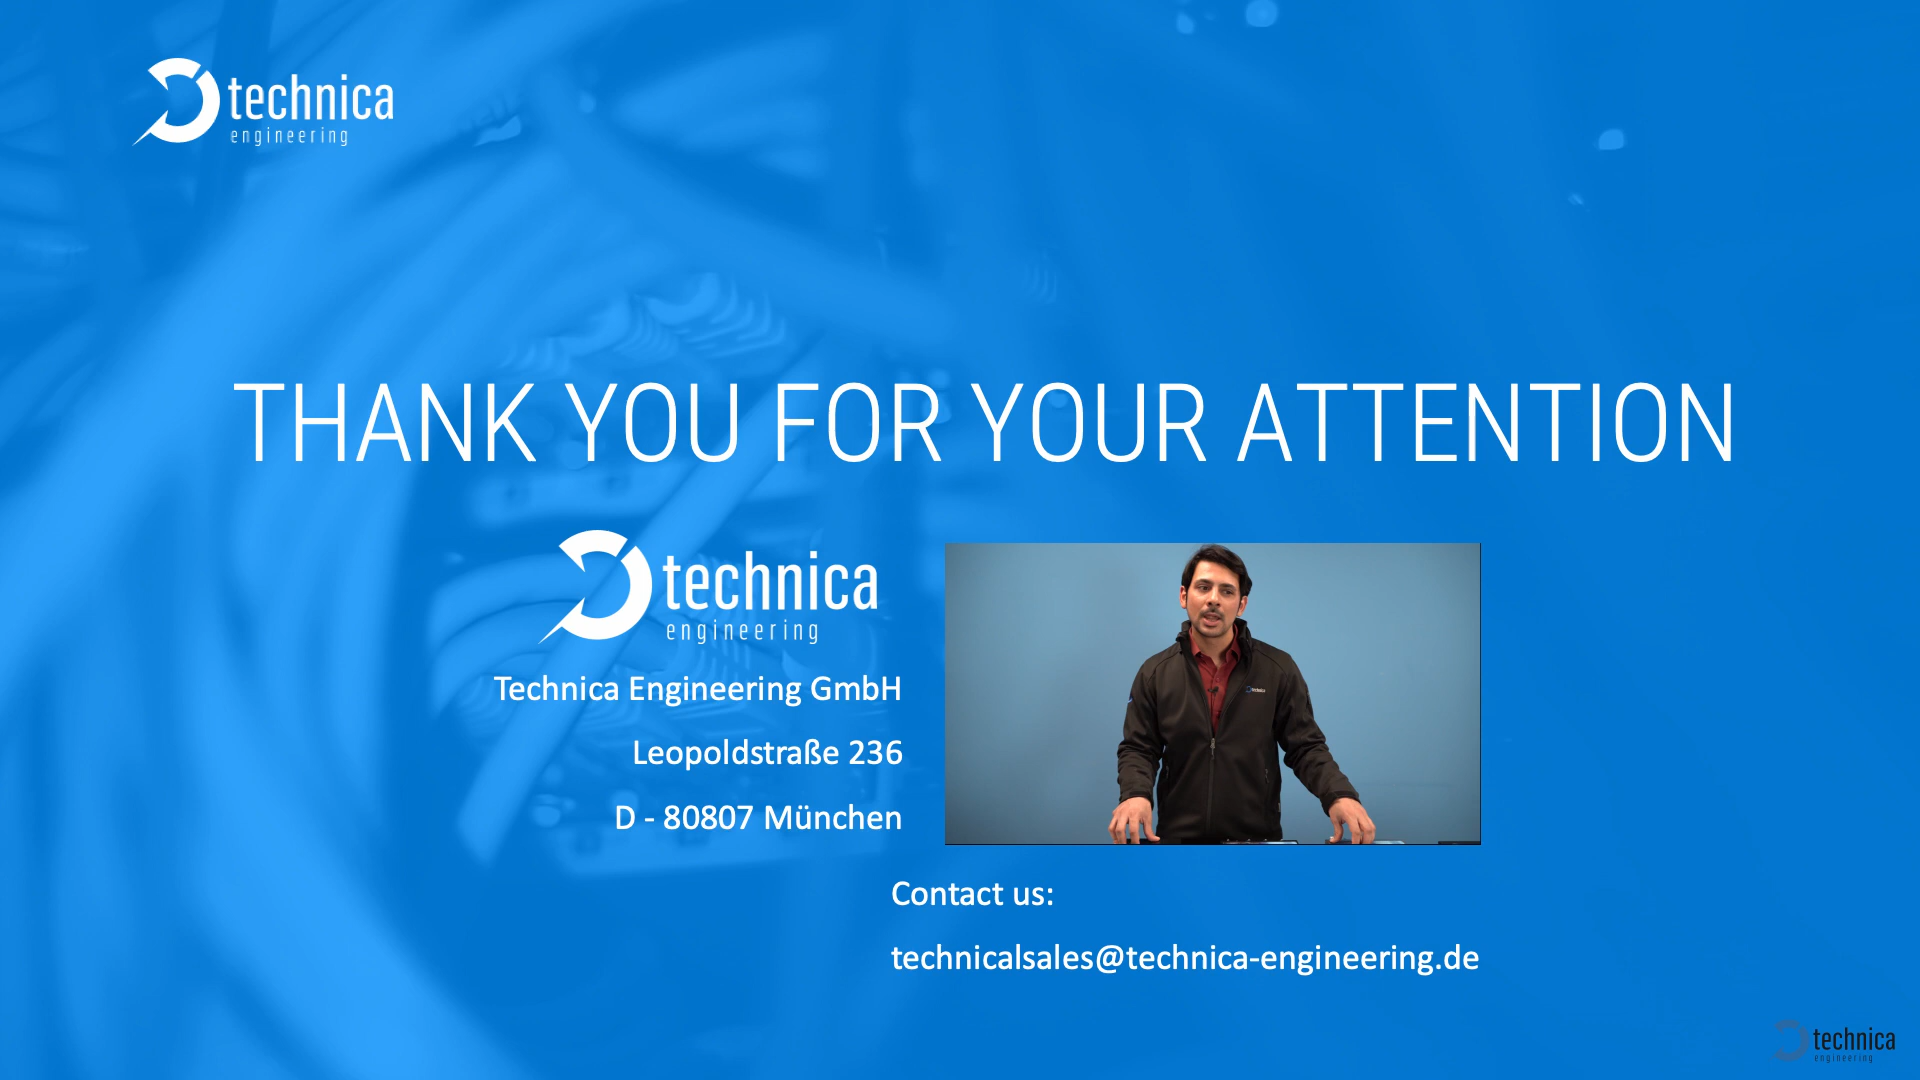 technica
engineering
THANK YOU FOR YOUR ATTENTION
technica
engineering
Technica Engineering GmbH
Leopoldstraße 236
D - 80807 München
Contact us:
technicalsales@technica-engineering.de
technica
engineering